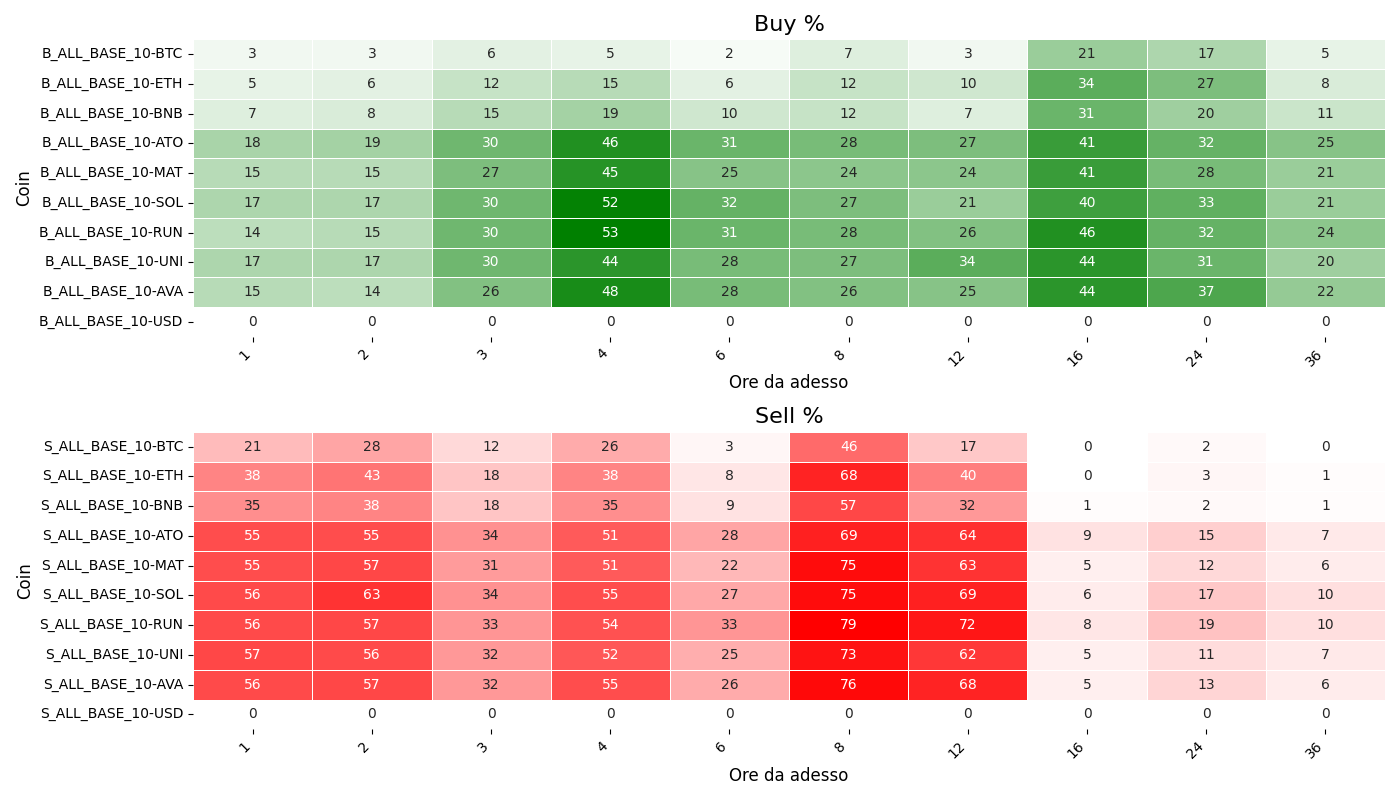 Buy %
Coin
B_ALL_BASE_10-BTC 3 3 6 5 2 7 3 21 17 5
B_ALL_BASE_10-ETH 5 6 12 15 6 12 10 34 27 8
B_ALL_BASE_10-BNB 7 8 15 19 10 12 7 31 20 11
B_ALL_BASE_10-ATO 18 19 30 46 31 28 27 41 32 25
B_ALL_BASE_10-MAT 15 15 27 45 25 24 24 41 28 21
B_ALL_BASE_10-SOL 17 17 30 52 32 27 21 40 33 21
B_ALL_BASE_10-RUN 14 15 30 53 31 28 26 46 32 24
B_ALL_BASE_10-UNI 17 17 30 44 28 27 34 44 31 20
B_ALL_BASE_10-AVA 15 14 26 48 28 26 25 44 37 22
B_ALL_BASE_10-USD 0 0 0 0 0 0 0 0 0 0
1 2 3 4 6 8 12 16 24 36
Ore da adesso
Sell %
Coin
S_ALL_BASE_10-BTC 21 28 12 26 3 46 17 0 2 0
S_ALL_BASE_10-ETH 38 43 18 38 8 68 40 0 3 1
S_ALL_BASE_10-BNB 35 38 18 35 9 57 32 1 2 1
S_ALL_BASE_10-ATO 55 55 34 51 28 69 64 9 15 7
S_ALL_BASE_10-MAT 55 57 31 51 22 75 63 5 12 6
S_ALL_BASE_10-SOL 56 63 34 55 27 75 69 6 17 10
S_ALL_BASE_10-RUN 56 57 33 54 33 79 72 8 19 10
S_ALL_BASE_10-UNI 57 56 32 52 25 73 62 5 11 7
S_ALL_BASE_10-AVA 56 57 32 55 26 76 68 5 13 6
S_ALL_BASE_10-USD 0 0 0 0 0 0 0 0 0 0
1 2 3 4 6 8 12 16 24 36
Ore da adesso